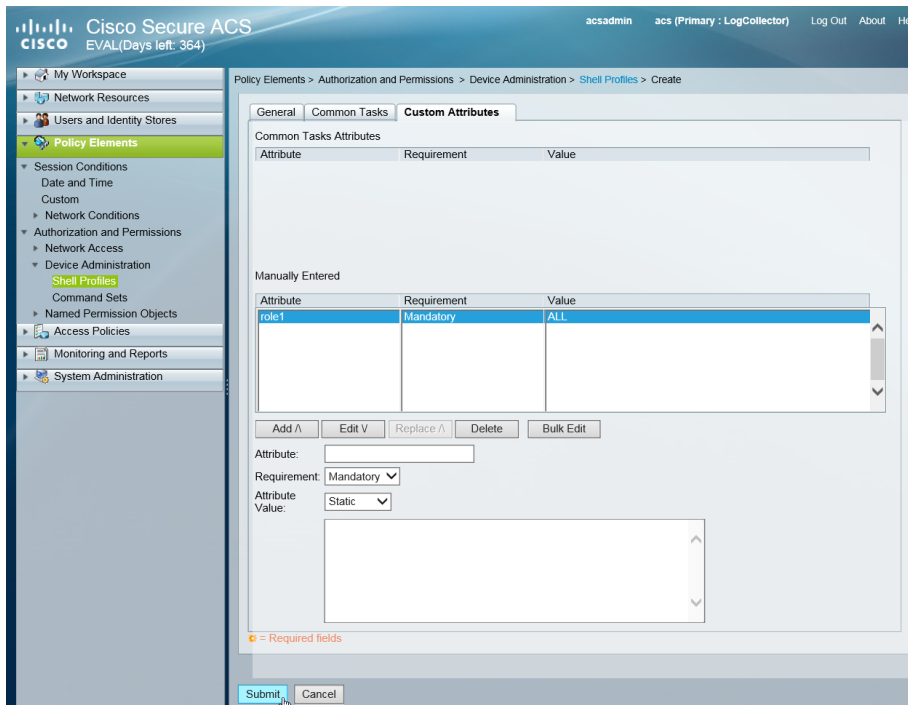 acsadmin acs (Primary : LogCollector) Log Out About He
CISCO Cisco Secure ACS
EVAL(Days left: 364)
My Workspace
Network Resources
Users and Identity Stores
Policy Elements
Session Conditions
Date and Time
Custom
Network Conditions
Authorization and Permissions
Network Access
Device Administration
Shell Profiles
Command Sets
Named Permission Objects
Access Policies
Monitoring and Reports
System Administration
Policy Elements > Authorization and Permissions > Device Administration > Shell Profiles > Create
General Common Tasks Custom Attributes
Common Tasks Attributes
Attribute Requirement Value
Manually Entered
Attribute Requirement Value
role1 Mandatory ALL
Add /\ Edit \/ Replace /\ Delete Bulk Edit
Attribute:
Requirement: Mandatory
Attribute Value: Static
= Required fields
Submit Cancel